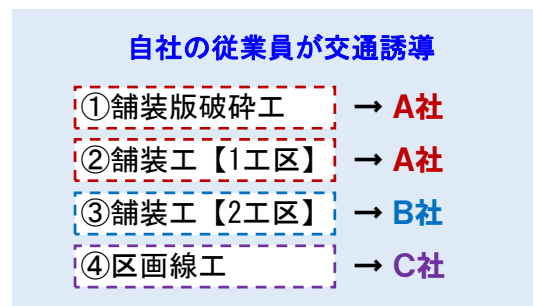 自社の従業員が交通誘導
①舗装版破砕工 → A社
②舗装工【1工区】 → A社
③舗装工【2工区】 → B社
④区画線工 → C社